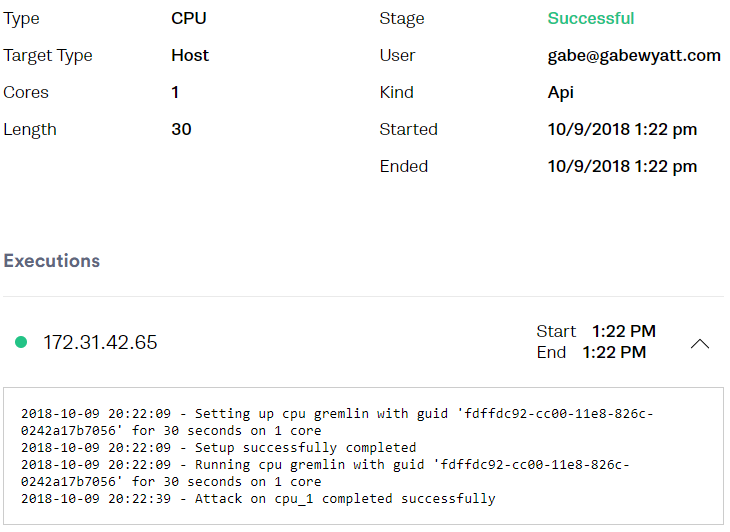 Type CPU Stage Successful
Target Type Host User gabe@gabewyatt.com
Cores 1 Kind Api
Length 30 Started 10/9/2018 1:22 pm
Ended 10/9/2018 1:22 pm
Executions
172.31.42.65
Start 1:22 PM
End 1:22 PM
2018-10-09 20:22:09 - Setting up cpu gremlin with guid 'fdffdc92-cc00-11e8-826c-
0242a17b7056' for 30 seconds on 1 core
2018-10-09 20:22:09 - Setup successfully completed
2018-10-09 20:22:09 - Running cpu gremlin with guid 'fdffdc92-cc00-11e8-826c-
0242a17b7056' for 30 seconds on 1 core
2018-10-09 20:22:39 - Attack on cpu_1 completed successfully